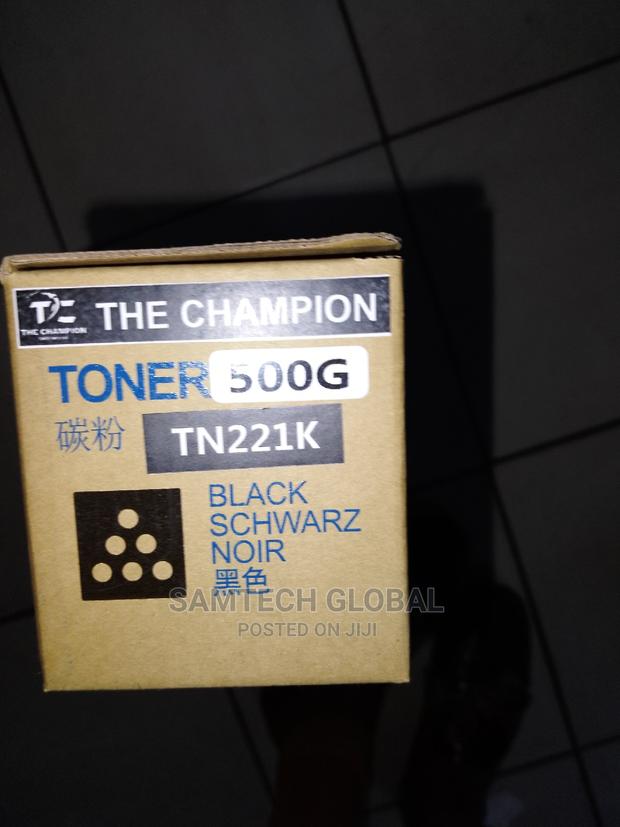 TC
THE CHAMPION
THE CHAMPION
TONER 500G
碳粉
TN221K
BLACK
SCHWARZ
NOIR
黑色
SAMTECH GLOBAL
POSTED ON JIJI